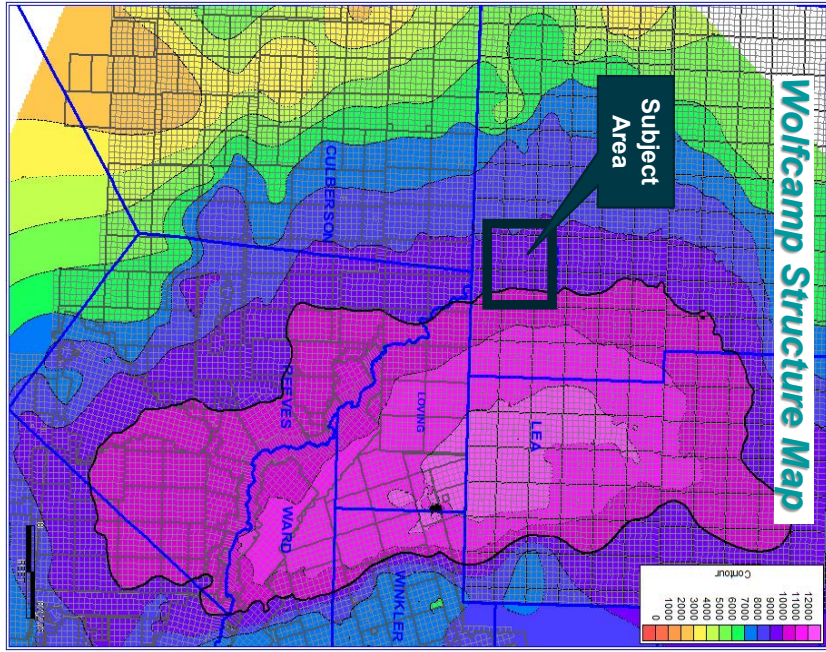 Wolfcamp Structure Map
Subject
Area
CULBERSON
REEVES
LOVING
LEA
WARD
WINKLER
Contour
12000
11000
10000
9000
8000
7000
6000
5000
4000
3000
2000
1000
0